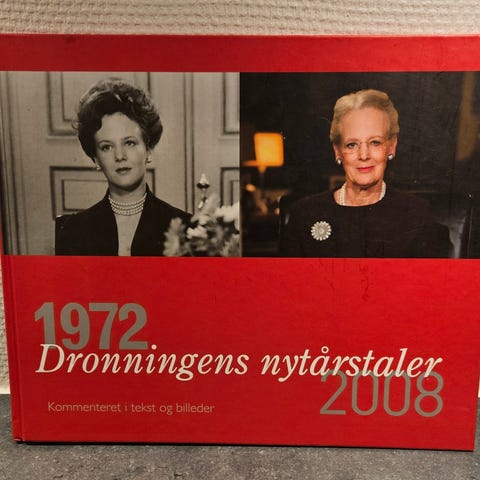 1972
Dronningens nytårstaler
2008
Kommenteret i tekst og billeder